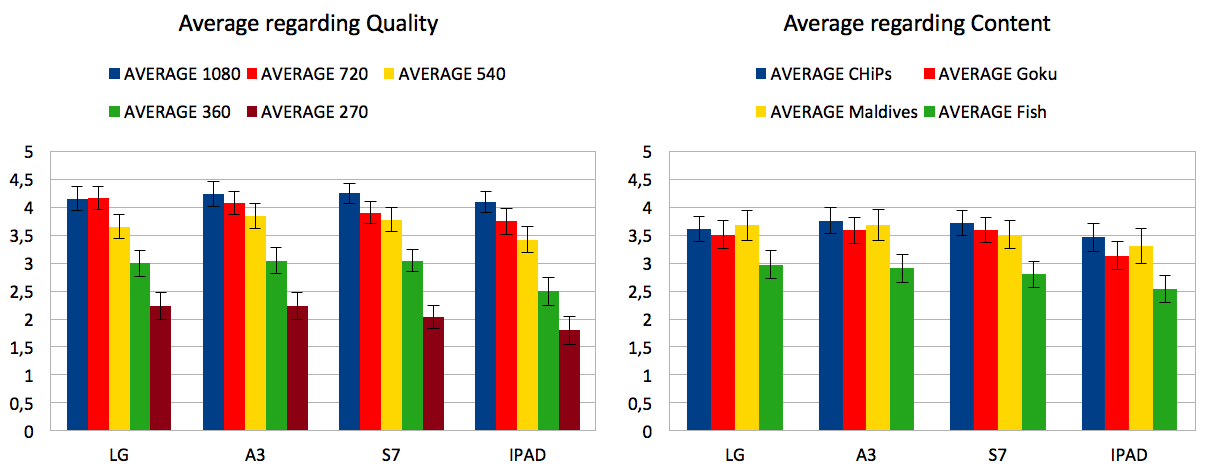 Average regarding Quality
AVERAGE 1080 AVERAGE 720 AVERAGE 540
AVERAGE 360 AVERAGE 270
5
4,5
4
3,5
3
2,5
2
1,5
1
0,5
0
LG A3 S7 IPAD
Average regarding Content
AVERAGE CHiPs AVERAGE Goku
AVERAGE Maldives AVERAGE Fish
5
4,5
4
3,5
3
2,5
2
1,5
1
0,5
0
LG A3 S7 IPAD